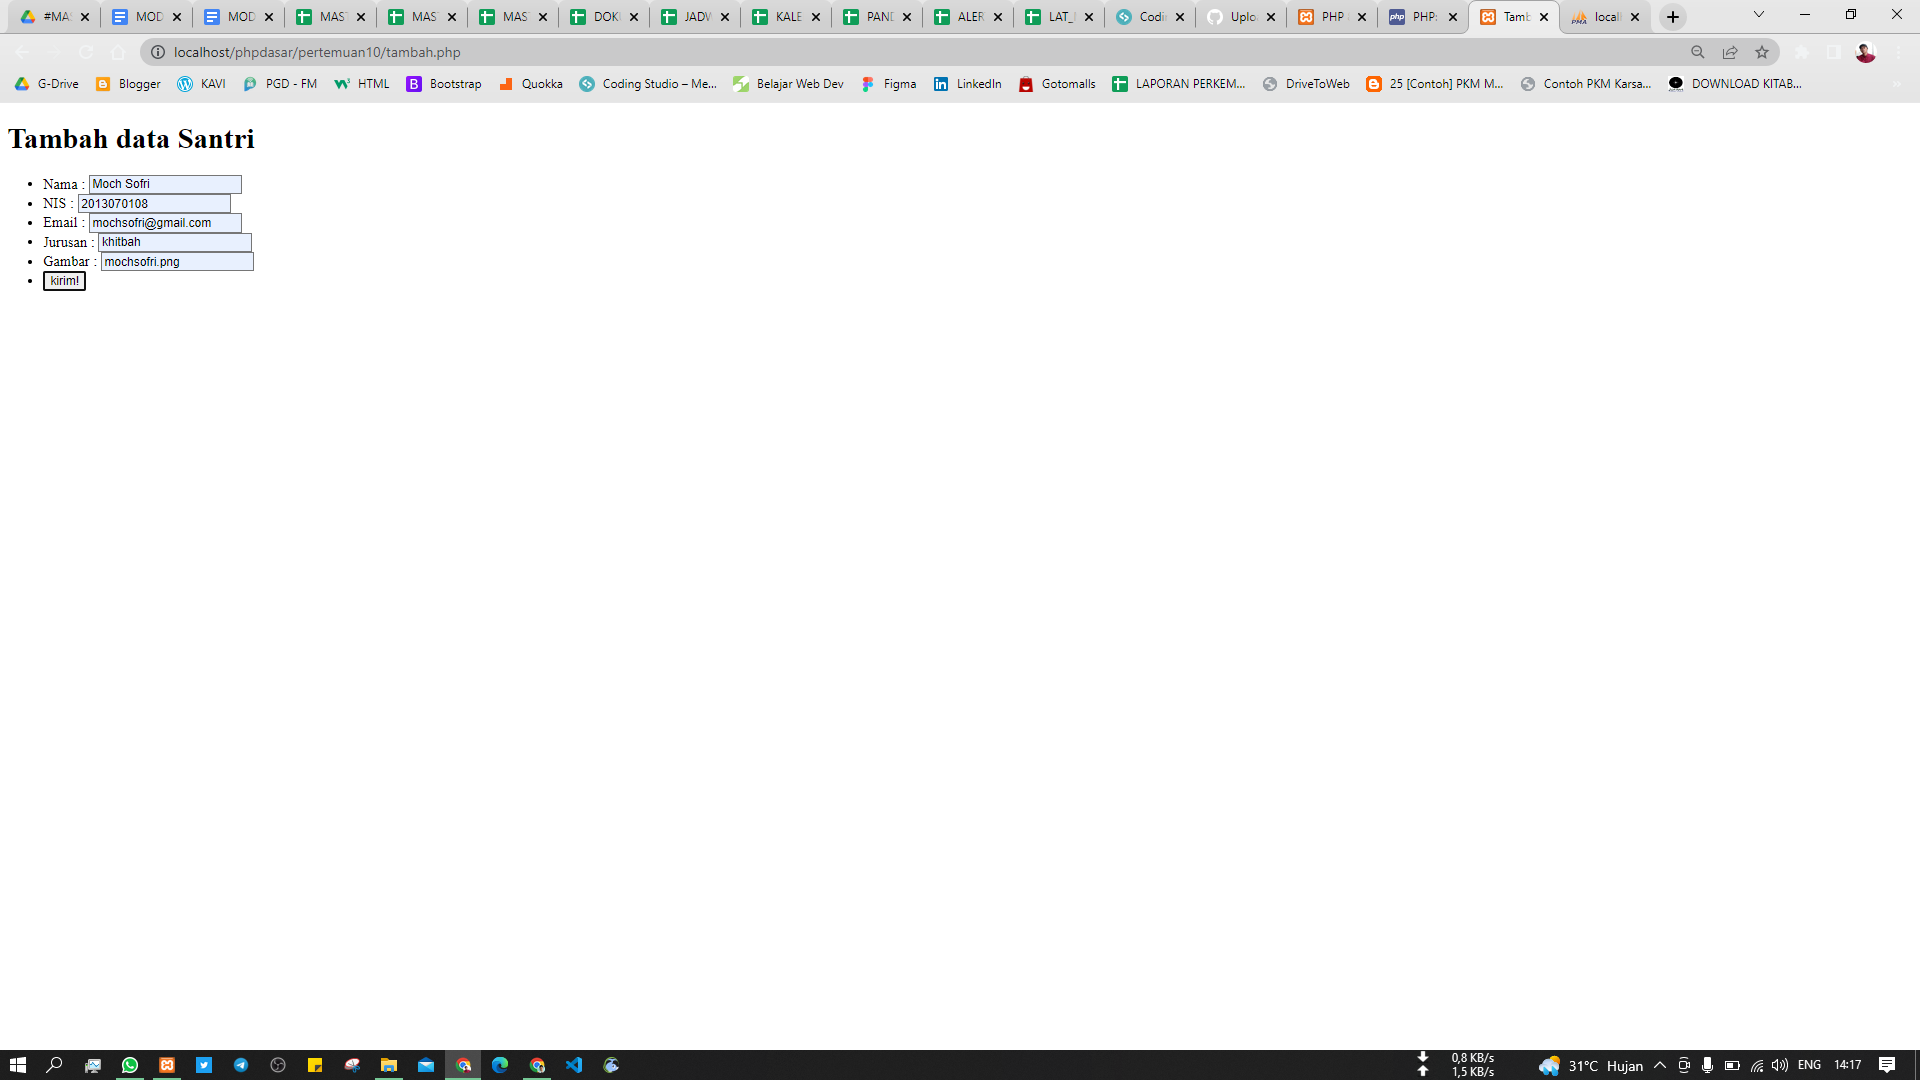 #MA
MOD
MOD
MAS
MAS
MAS
DOK
JADW
KALE
PAND
ALER
LAT_
Codi
Uplo
PHP
PHP:
Tamb
local
localhost/phpdasar/pertemuan10/tambah.php
G-Drive
Blogger
KAVI
PGD - FM
HTML
Bootstrap
Quokka
Coding Studio – Me...
Belajar Web Dev
Figma
LinkedIn
Gotomalls
LAPORAN PERKEM...
DriveToWeb
25 [Contoh] PKM M...
Contoh PKM Karsa...
DOWNLOAD KITAB...
Tambah data Santri
Nama : Moch Sofri
NIS : 2013070108
Email : mochsofri@gmail.com
Jurusan : khitbah
Gambar : mochsofri.png
kirim!
0,8 KB/s
1,5 KB/s
31°C Hujan
ENG
14:17